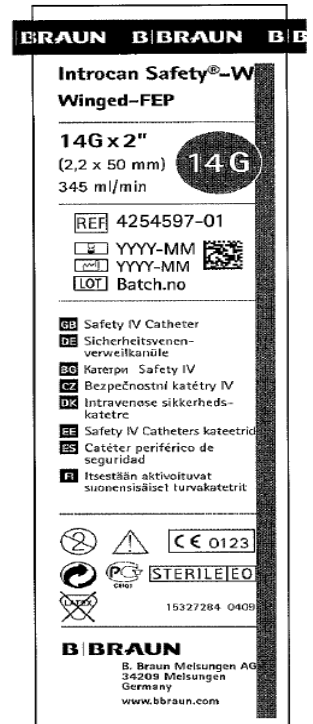 B|BRAUN B|BRAUN B|B
Introcan Safety®-W
Winged-FEP
14G x 2"
(2,2 x 50 mm)
345 ml/min
14G
REF 4254597-01
YYYY-MM
YYYY-MM
LOT Batch.no
GB Safety IV Catheter
DE Sicherheitsvenen-
verweilkanüle
BG Катетри Safety IV
CZ Bezpečnostní katétry IV
DK Intravenøse sikkerheds-
katetre
EE Safety IV Catheters kateetrid
ES Catéter periférico de
seguridad
FI Itsestään aktivoituvat
suonensisäiset turvakatetrit
2 CE 0123
STERILE EO
LATEX
15327284 0409
B|BRAUN
B. Braun Melsungen AG
34209 Melsungen
Germany
www.bbraun.com